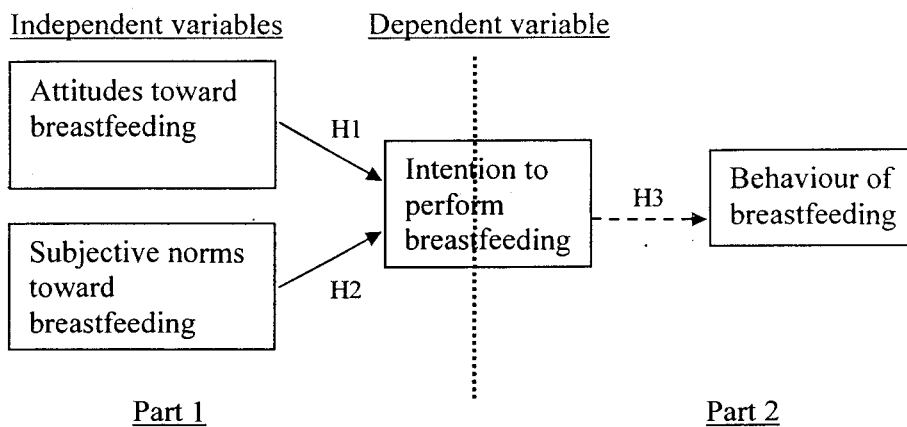 Independent variables
Dependent variable
Attitudes toward
breastfeeding
H1
Intention to
perform
breastfeeding
H3
Behaviour of
breastfeeding
Subjective norms
toward
breastfeeding
H2
Part 1
Part 2